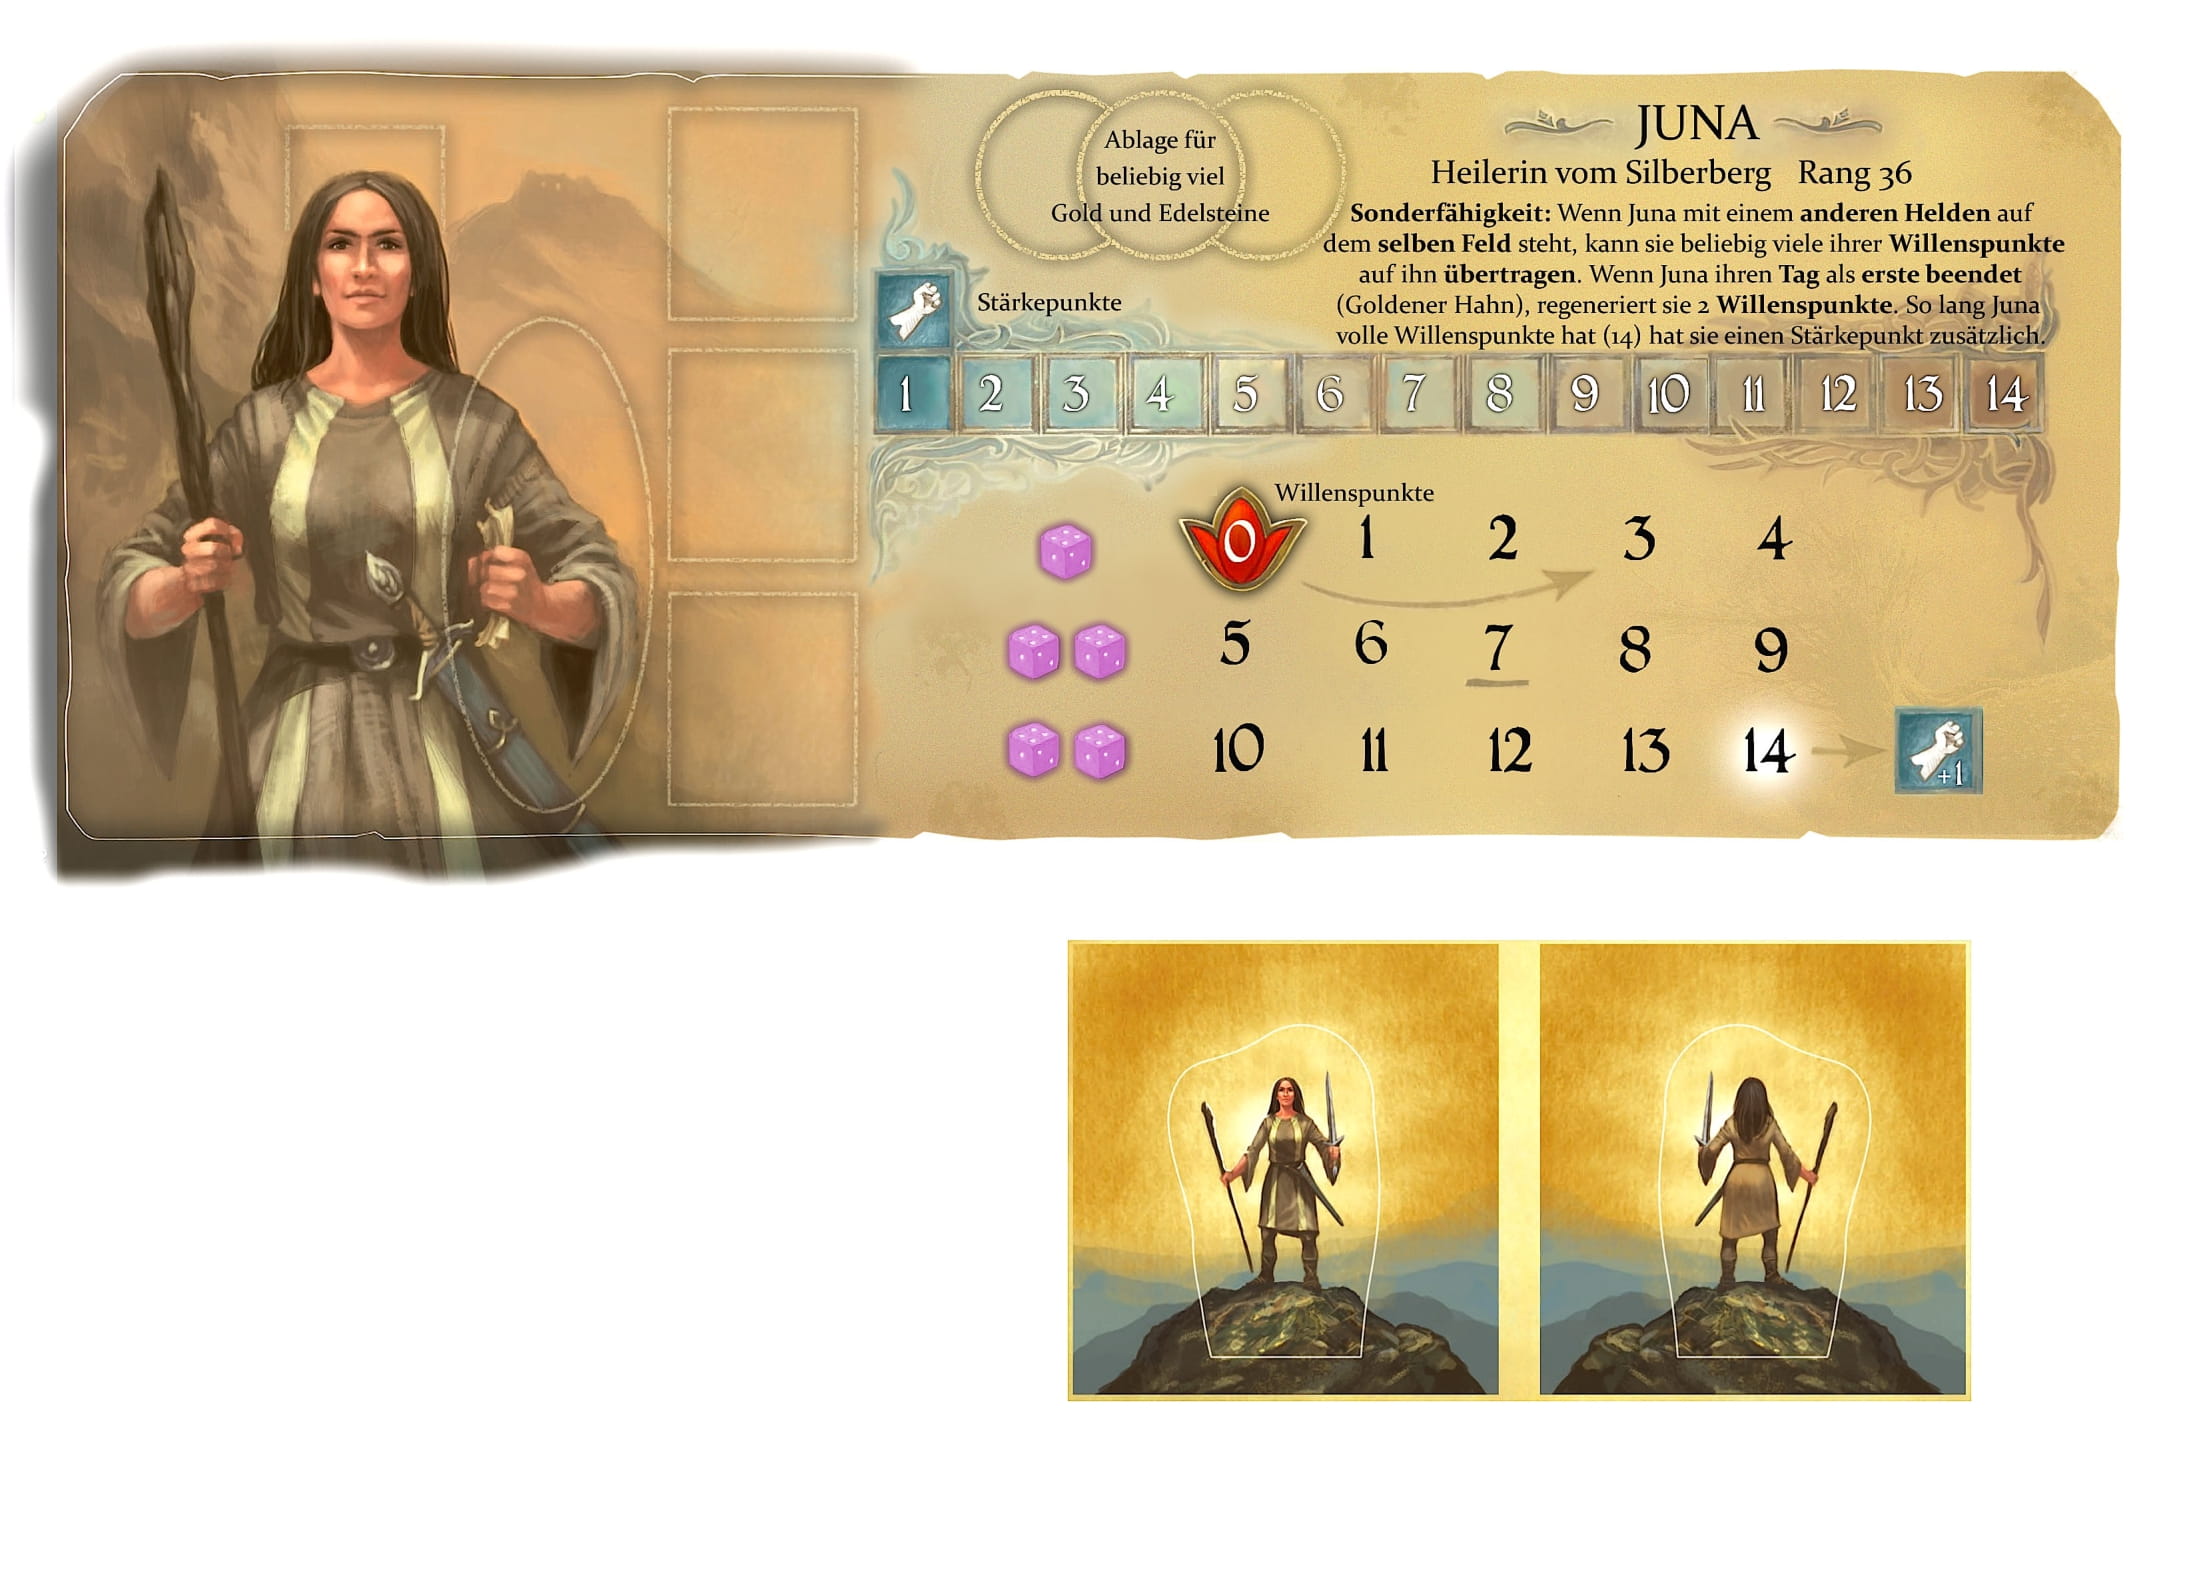 Ablage für
beliebig viel
Gold und Edelsteine
JUNA
Heilerin vom Silberberg Rang 36
Sonderfähigkeit: Wenn Juna mit einem anderen Helden auf
dem selben Feld steht, kann sie beliebig viele ihrer Willenspunkte
auf ihn übertragen. Wenn Juna ihren Tag als erste beendet
(Goldener Hahn), regeneriert sie 2 Willenspunkte. So lang Juna
volle Willenspunkte hat (14) hat sie einen Stärkepunkt zusätzlich.
Stärkepunkte
1 2 3 4 5 6 7 8 9 10 11 12 13 14
Willenspunkte
0 1 2 3 4
5 6 7 8 9
10 11 12 13 14
+1